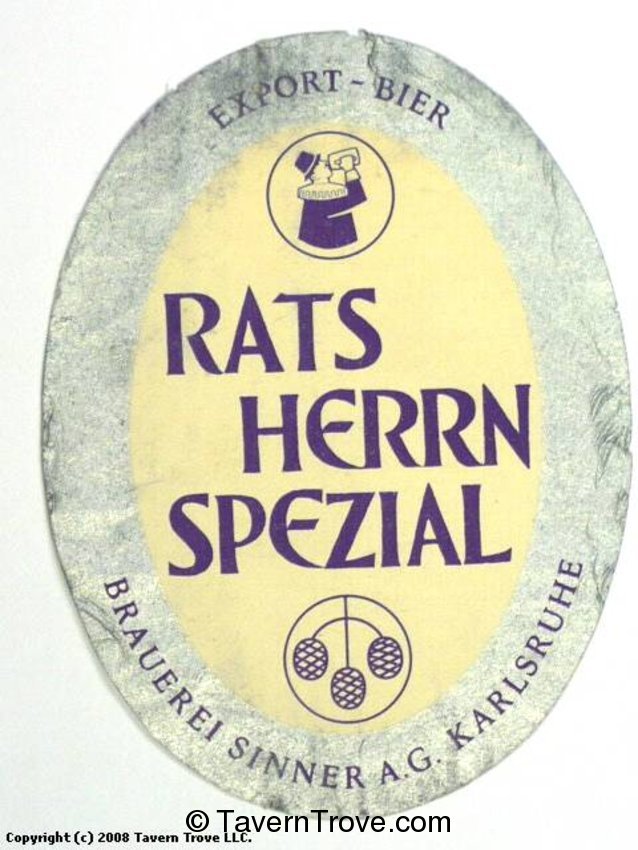 EXPORT-BIER
RATS
HERRN
SPEZIAL
BRAUEREI SINNER A.G. KARLSRUHE
© TavernTrove.com
Copyright (c) 2008 Tavern Trove LLC.